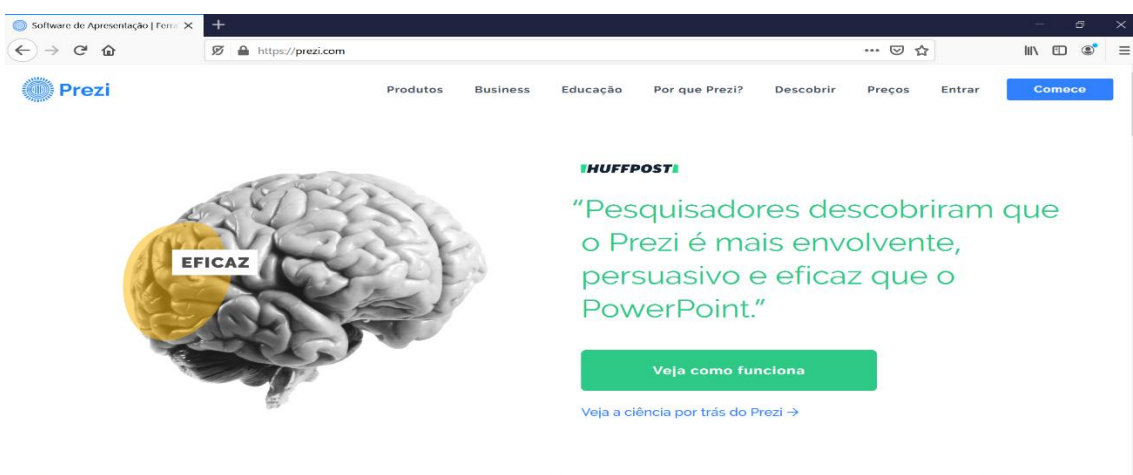 Software de Apresentação | Ferra
https://prezi.com
Prezi
Produtos Business Educação Por que Prezi? Descobrir Preços Entrar Comece
HUFFPOST
EFICAZ
“Pesquisadores descobriram que
o Prezi é mais envolvente,
persuasivo e eficaz que o
PowerPoint.”
Veja como funciona
Veja a ciência por trás do Prezi →